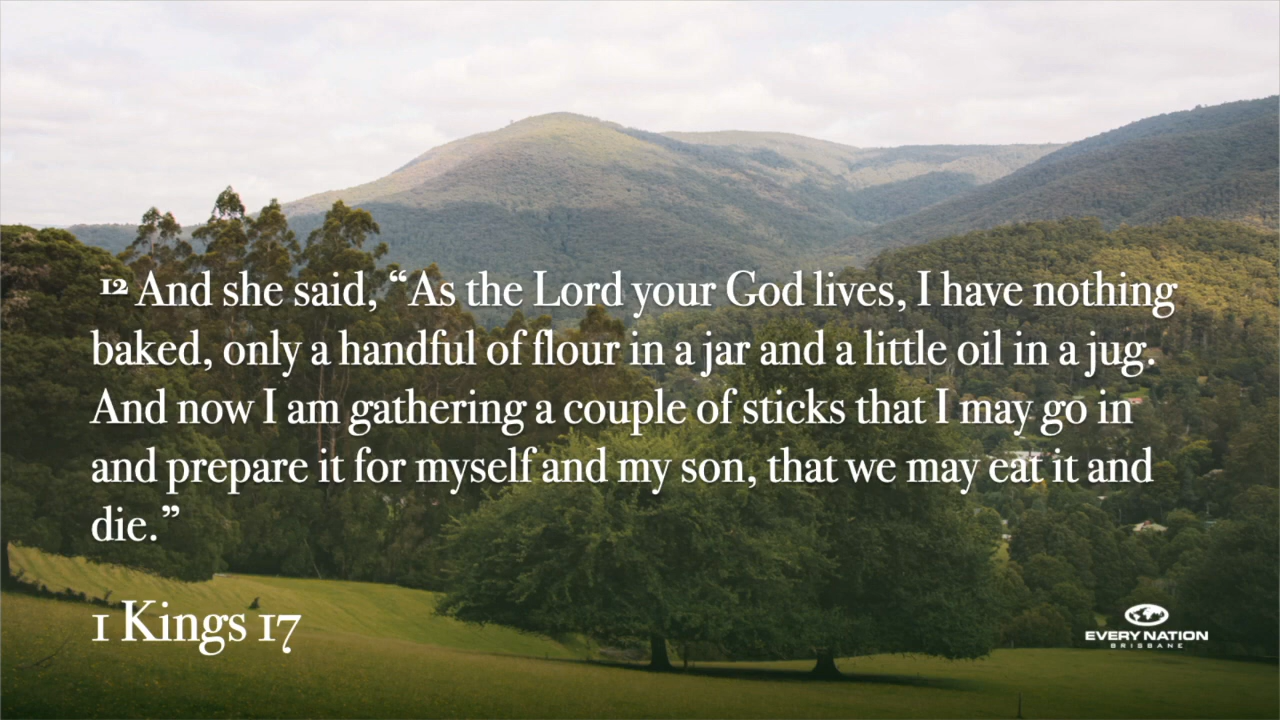 12 And she said, “As the Lord your God lives, I have nothing
baked, only a handful of flour in a jar and a little oil in a jug.
And now I am gathering a couple of sticks that I may go in
and prepare it for myself and my son, that we may eat it and
die.”
1 Kings 17
EVERY NATION
BRISBANE